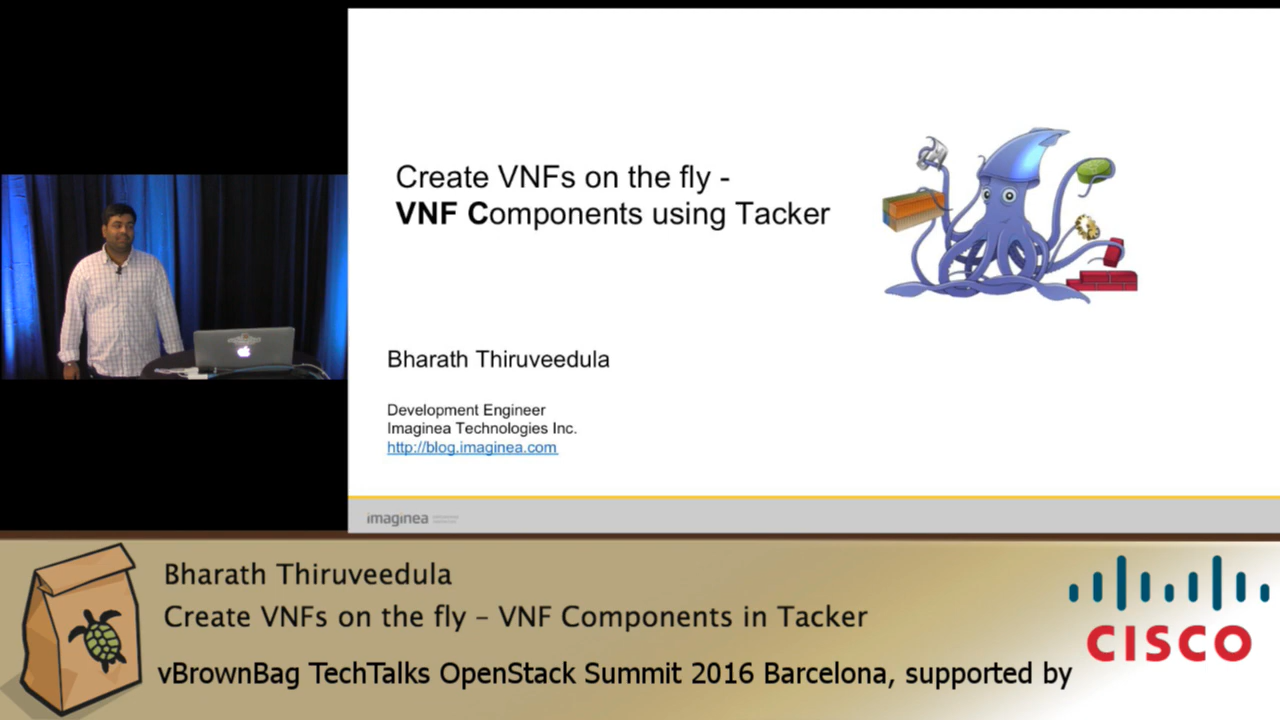 Create VNFs on the fly -
VNF Components using Tacker
Bharath Thiruveedula
Development Engineer
Imaginea Technologies Inc.
http://blog.imaginea.com
imaginea
Bharath Thiruveedula
Create VNFs on the fly – VNF Components in Tacker
vBrownBag TechTalks OpenStack Summit 2016 Barcelona, supported by
CISCO